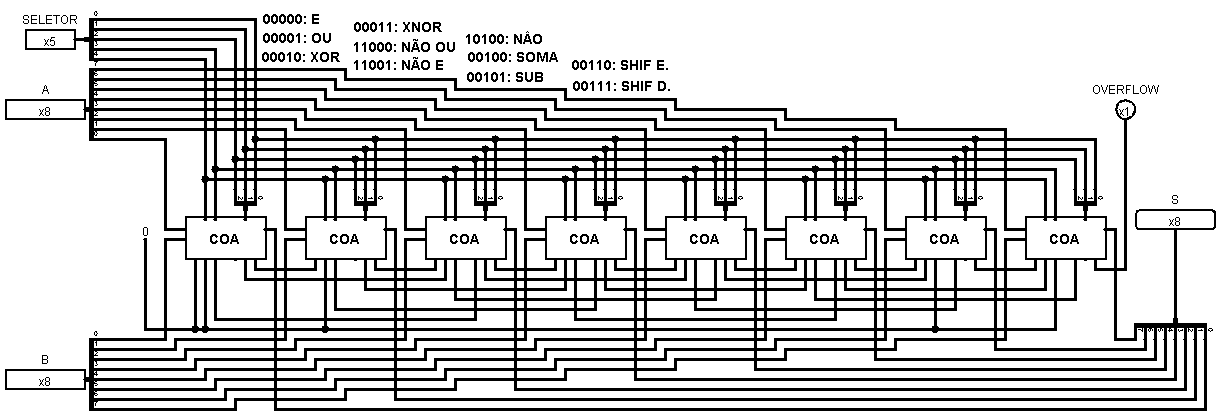 SELETOR
x5
00000: E
00001: OU
00010: XOR
00011: XNOR
11000: NÃO OU
11001: NÃO E
10100: NÂO
00100: SOMA
00101: SUB
00110: SHIF E.
00111: SHIF D.
A
x8
OVERFLOW
x1
S
x8
0
COA COA COA COA COA COA COA COA
B
x8